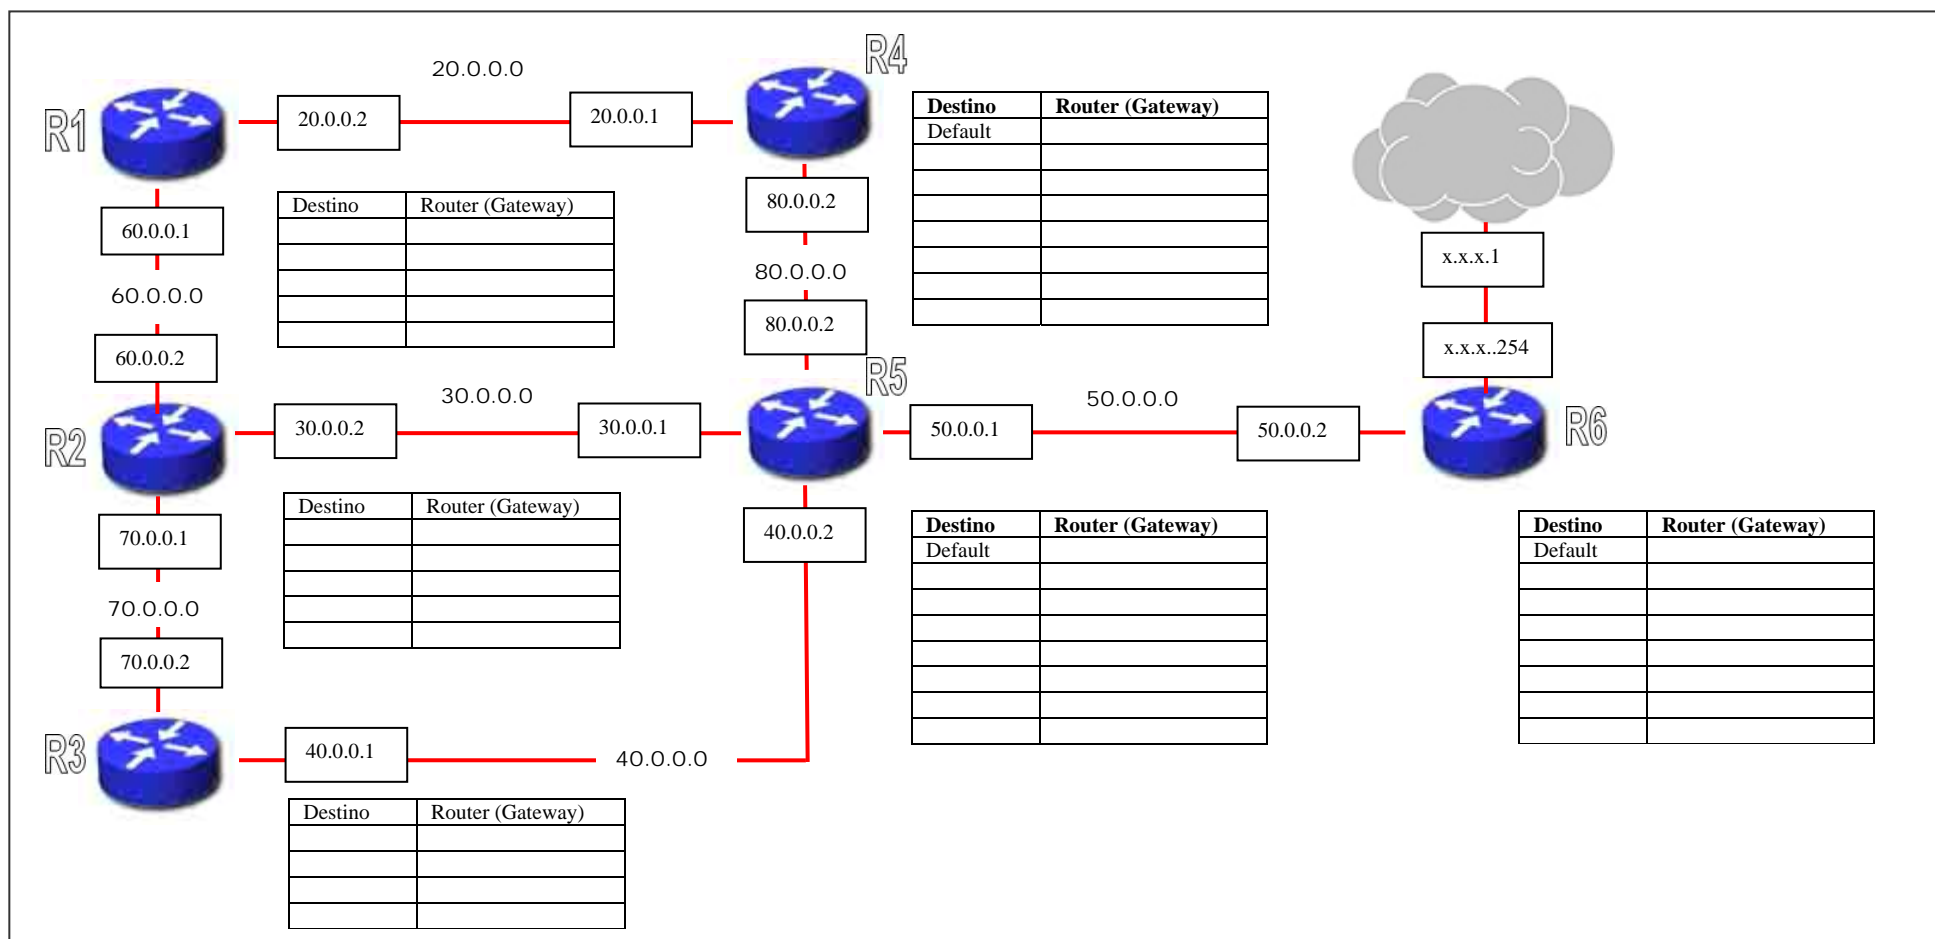 R4
20.0.0.0
R1
20.0.0.2
20.0.0.1
Destino Router (Gateway)
Default
80.0.0.2
Destino Router (Gateway)
60.0.0.1
x.x.x.1
80.0.0.0
60.0.0.0
80.0.0.2
x.x.x..254
60.0.0.2
R5
30.0.0.0
50.0.0.0
R2
30.0.0.2
30.0.0.1
50.0.0.1
50.0.0.2
R6
Destino Router (Gateway)
70.0.0.1
40.0.0.2
Destino Router (Gateway)
Default
Destino Router (Gateway)
Default
70.0.0.0
70.0.0.2
R3
40.0.0.1
40.0.0.0
Destino Router (Gateway)